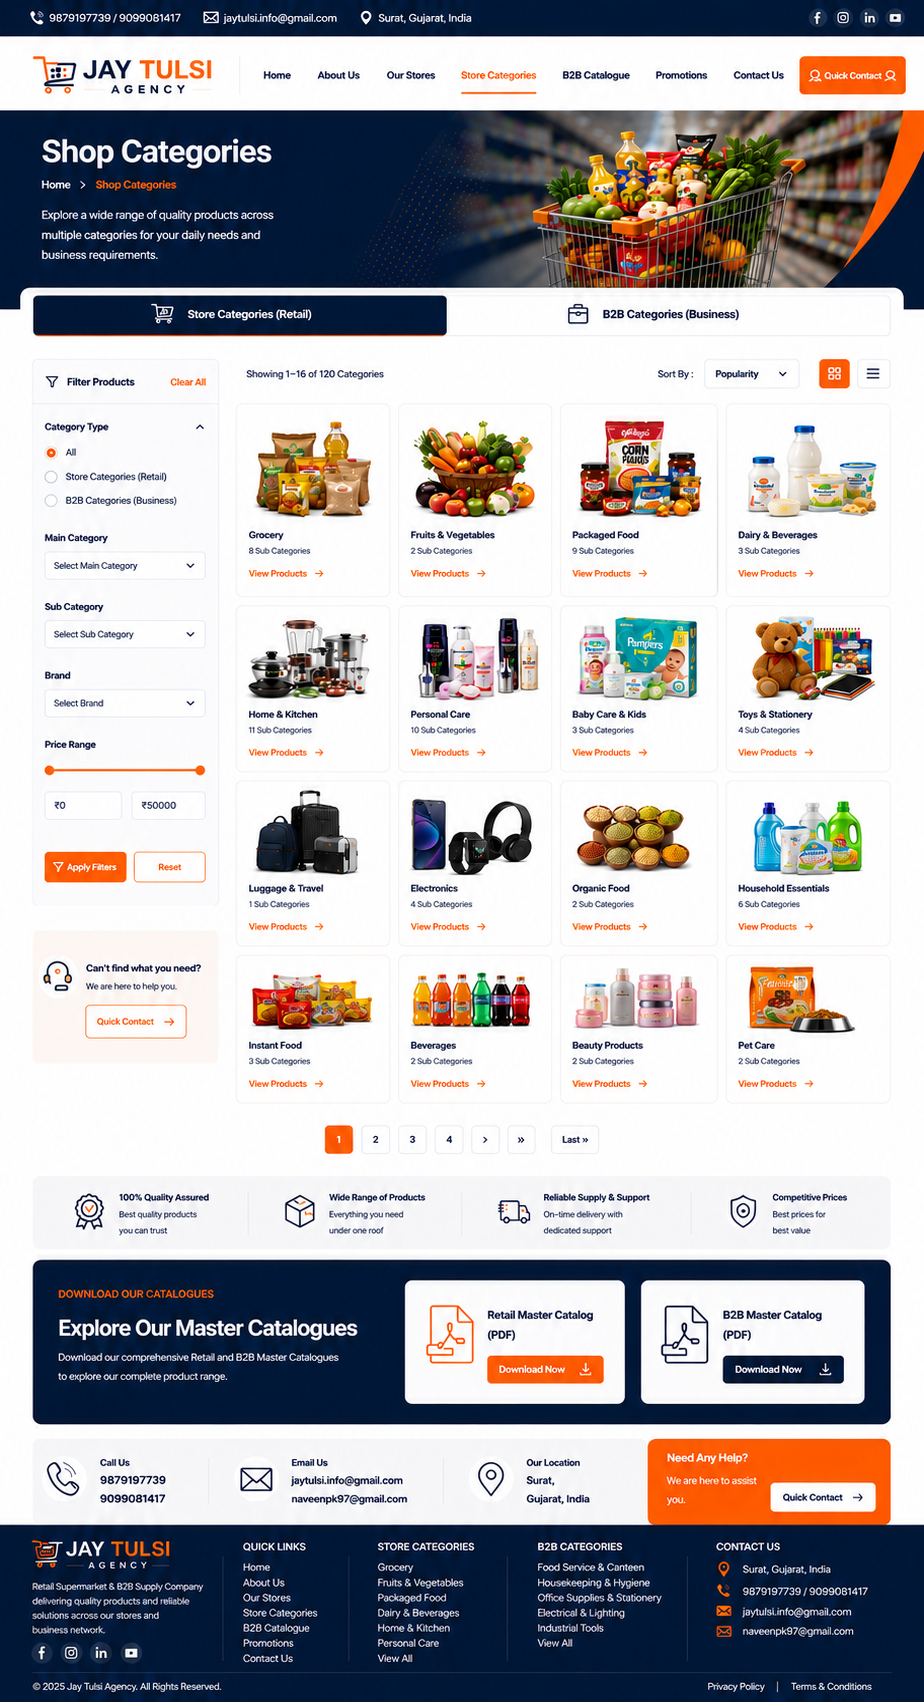 9879197739 / 9099081417
jaytulsi.info@gmail.com
Surat, Gujarat, India
JAY TULSI
AGENCY
Home
About Us
Our Stores
Store Categories
B2B Catalogue
Promotions
Contact Us
Quick Contact
Shop Categories
Home > Shop Categories
Explore a wide range of quality products across
multiple categories for your daily needs and
business requirements.
Store Categories (Retail)
B2B Categories (Business)
Filter Products
Clear All
Category Type
All
Store Categories (Retail)
B2B Categories (Business)
Main Category
Select Main Category
Sub Category
Select Sub Category
Brand
Select Brand
Price Range
₹0
₹50000
Apply Filters
Reset
Can't find what you need?
We are here to help you.
Quick Contact →
Showing 1–16 of 120 Categories
Sort By :
Popularity
Grocery
8 Sub Categories
View Products →
Fruits & Vegetables
2 Sub Categories
View Products →
CORN
Packaged Food
9 Sub Categories
View Products →
Dairy & Beverages
3 Sub Categories
View Products →
Home & Kitchen
11 Sub Categories
View Products →
Personal Care
10 Sub Categories
View Products →
Pampers
Baby Care & Kids
3 Sub Categories
View Products →
Toys & Stationery
4 Sub Categories
View Products →
Luggage & Travel
1 Sub Categories
View Products →
Electronics
4 Sub Categories
View Products →
Organic Food
2 Sub Categories
View Products →
Household Essentials
6 Sub Categories
View Products →
Instant Food
3 Sub Categories
View Products →
Beverages
2 Sub Categories
View Products →
Beauty Products
2 Sub Categories
View Products →
Pet Care
2 Sub Categories
View Products →
1
2
3
4
>
»
Last »
100% Quality Assured
Best quality products
you can trust
Wide Range of Products
Everything you need
under one roof
Reliable Supply & Support
On-time delivery with
dedicated support
Competitive Prices
Best prices for
best value
DOWNLOAD OUR CATALOGUES
Explore Our Master Catalogues
Download our comprehensive Retail and B2B Master Catalogues
to explore our complete product range.
Retail Master Catalog
(PDF)
Download Now
B2B Master Catalog
(PDF)
Download Now
Call Us
9879197739
9099081417
Email Us
jaytulsi.info@gmail.com
naveenpk97@gmail.com
Our Location
Surat,
Gujarat, India
Need Any Help?
We are here to assist
you.
Quick Contact →
JAY TULSI
AGENCY
Retail Supermarket & B2B Supply Company
delivering quality products and reliable
solutions across our stores and
business network.
QUICK LINKS
Home
About Us
Our Stores
Store Categories
B2B Catalogue
Promotions
Contact Us
STORE CATEGORIES
Grocery
Fruits & Vegetables
Packaged Food
Dairy & Beverages
Home & Kitchen
Personal Care
View All
B2B CATEGORIES
Food Service & Canteen
Housekeeping & Hygiene
Office Supplies & Stationery
Electrical & Lighting
Industrial Tools
View All
CONTACT US
Surat, Gujarat, India
9879197739 / 9099081417
jaytulsi.info@gmail.com
naveenpk97@gmail.com
© 2025 Jay Tulsi Agency. All Rights Reserved.
Privacy Policy | Terms & Conditions